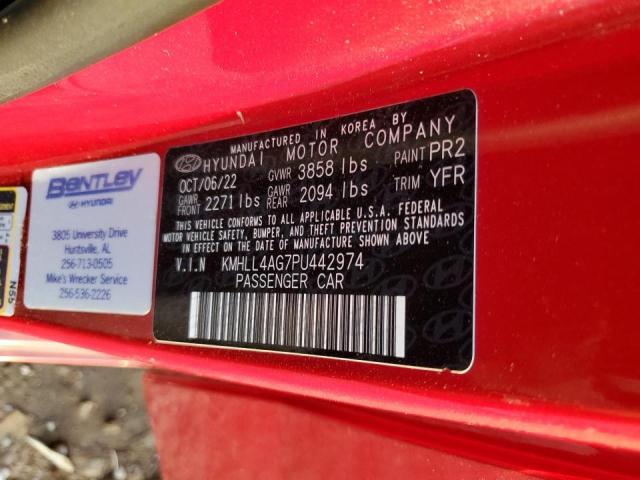 MANUFACTURED IN KOREA BY
HYUNDAI MOTOR COMPANY
OCT/06/22 GVWR 3858 lbs PAINT PR2
GAWR FRONT 2271 lbs GAWR REAR 2094 lbs TRIM YFR
THIS VEHICLE CONFORMS TO ALL APPLICABLE U.S.A. FEDERAL
MOTOR VEHICLE SAFETY, BUMPER, AND THEFT PREVENTION STANDARDS
IN EFFECT ON THE DATE OF MANUFACTURE SHOWN ABOVE.
V.I.N KMHLL4AG7PU442974
PASSENGER CAR
BENTLEY
HYUNDAI
3805 University Drive
Huntsville, AL
256-713-0505
Mike's Wrecker Service
256-536-2226
N5b